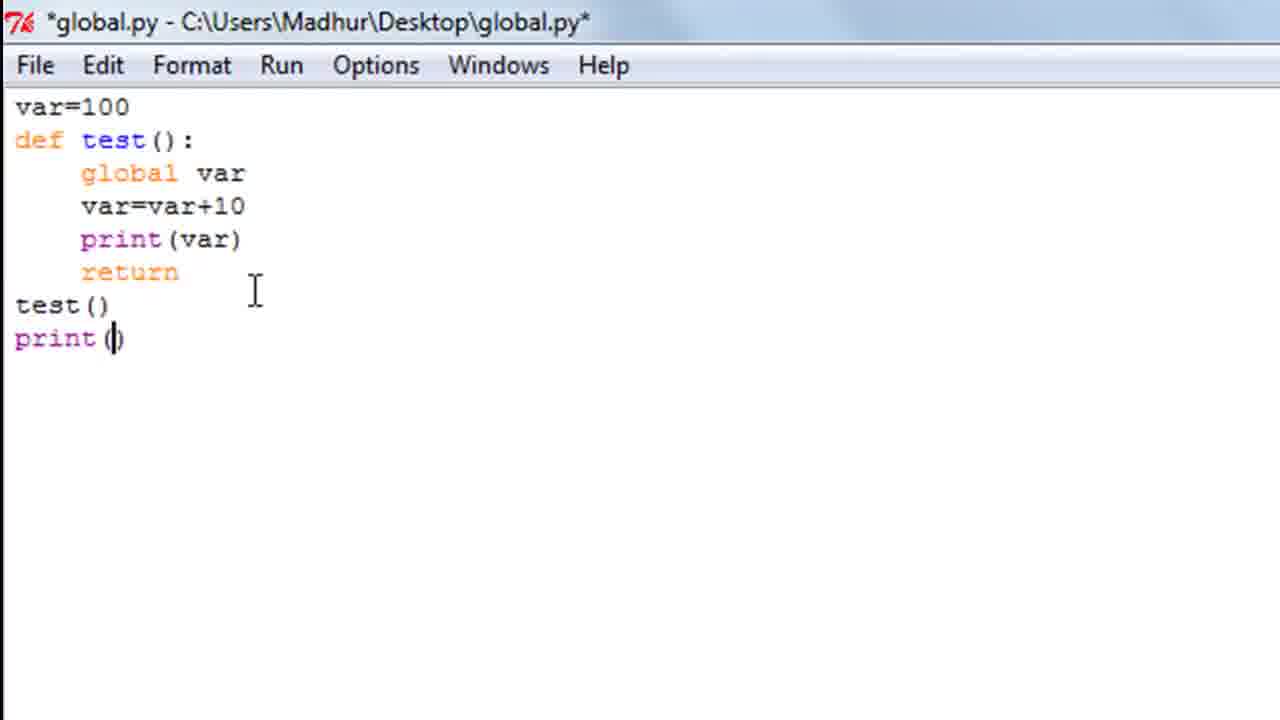 *global.py - C:\Users\Madhur\Desktop\global.py*
File Edit Format Run Options Windows Help
var=100
def test():
    global var
    var=var+10
    print(var)
    return
test()
print()